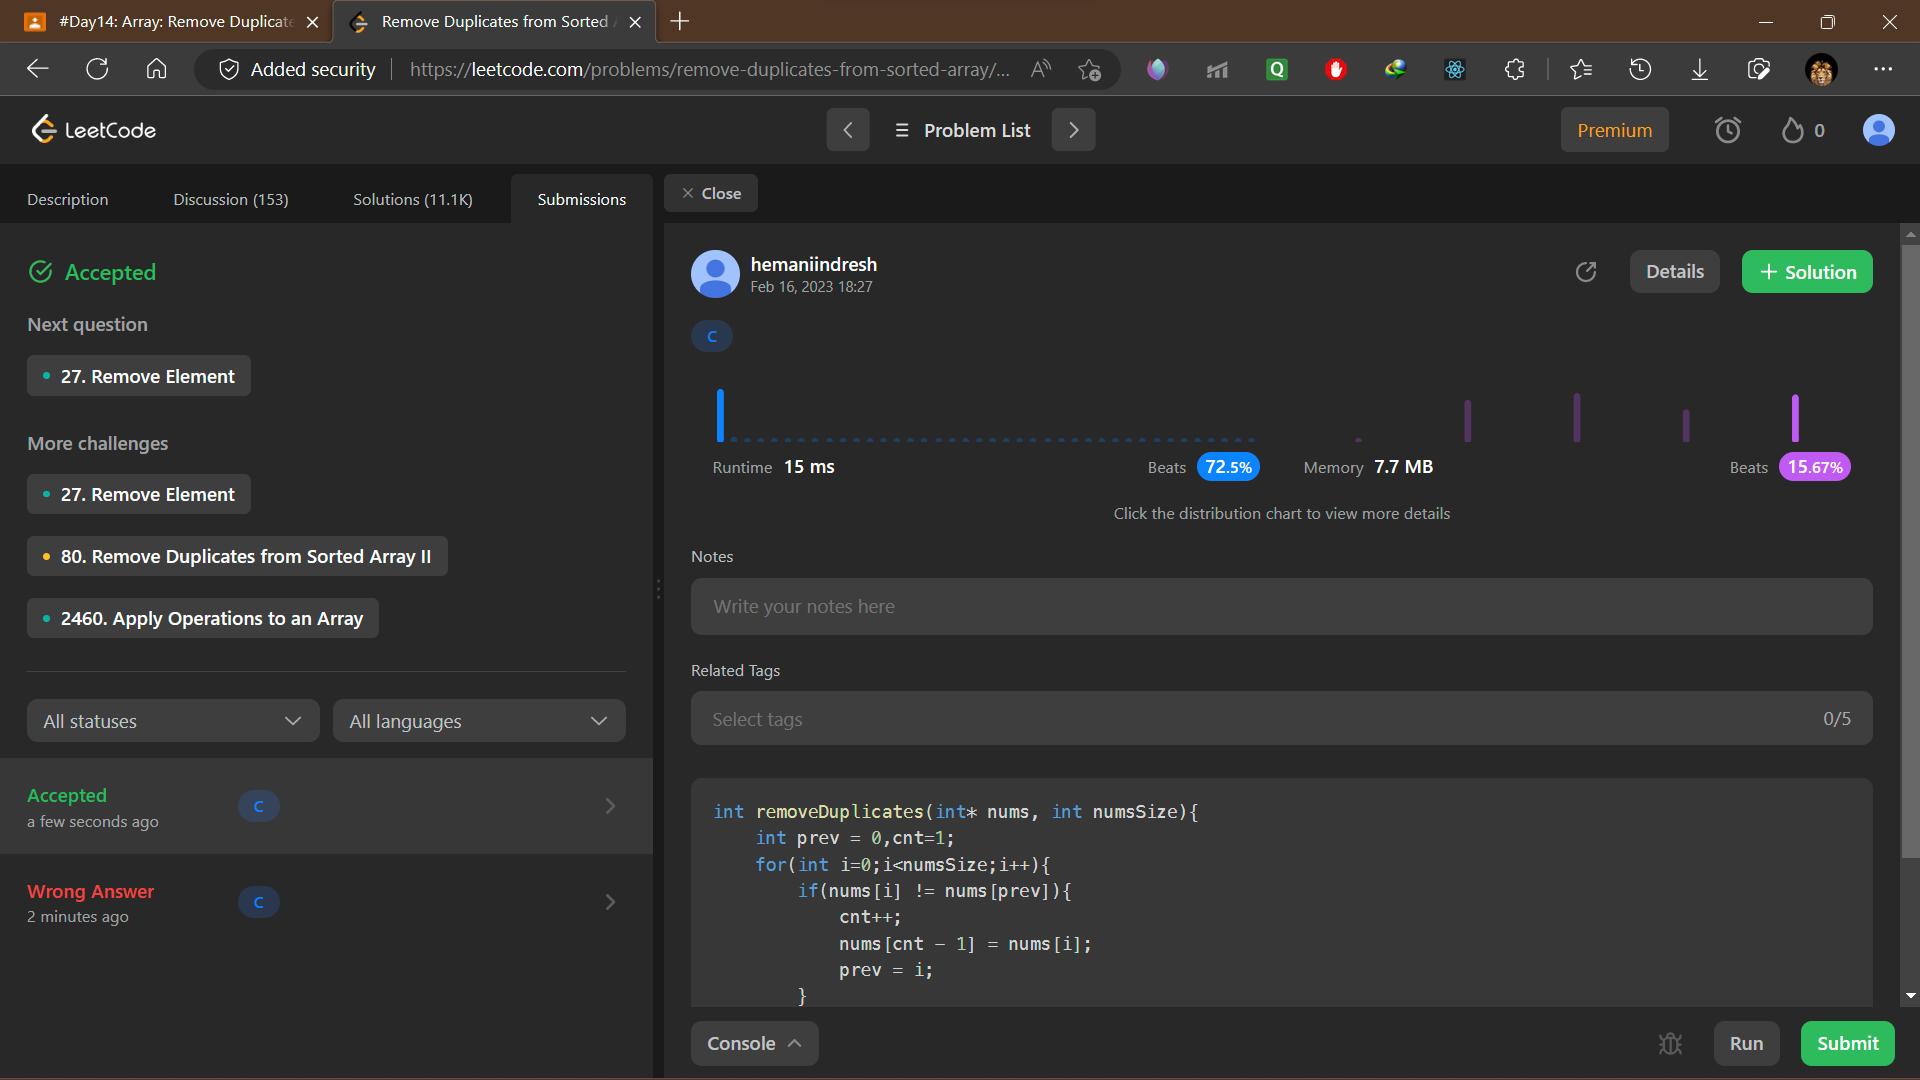 #Day14: Array: Remove Duplicate
Remove Duplicates from Sorted
Added security
https://leetcode.com/problems/remove-duplicates-from-sorted-array/...
LeetCode
Problem List
Premium
0
Description
Discussion (153)
Solutions (11.1K)
Submissions
Close
Accepted
Next question
27. Remove Element
More challenges
27. Remove Element
80. Remove Duplicates from Sorted Array II
2460. Apply Operations to an Array
All statuses
All languages
Accepted
a few seconds ago
C
Wrong Answer
2 minutes ago
C
hemaniindresh
Feb 16, 2023 18:27
Details
+ Solution
C
Runtime 15 ms
Beats 72.5%
Memory 7.7 MB
Beats 15.67%
Click the distribution chart to view more details
Notes
Write your notes here
Related Tags
Select tags
0/5
int removeDuplicates(int* nums, int numsSize){
int prev = 0,cnt=1;
for(int i=0;i<numsSize;i++){
if(nums[i] != nums[prev]){
cnt++;
nums[cnt - 1] = nums[i];
prev = i;
}
Console
Run
Submit